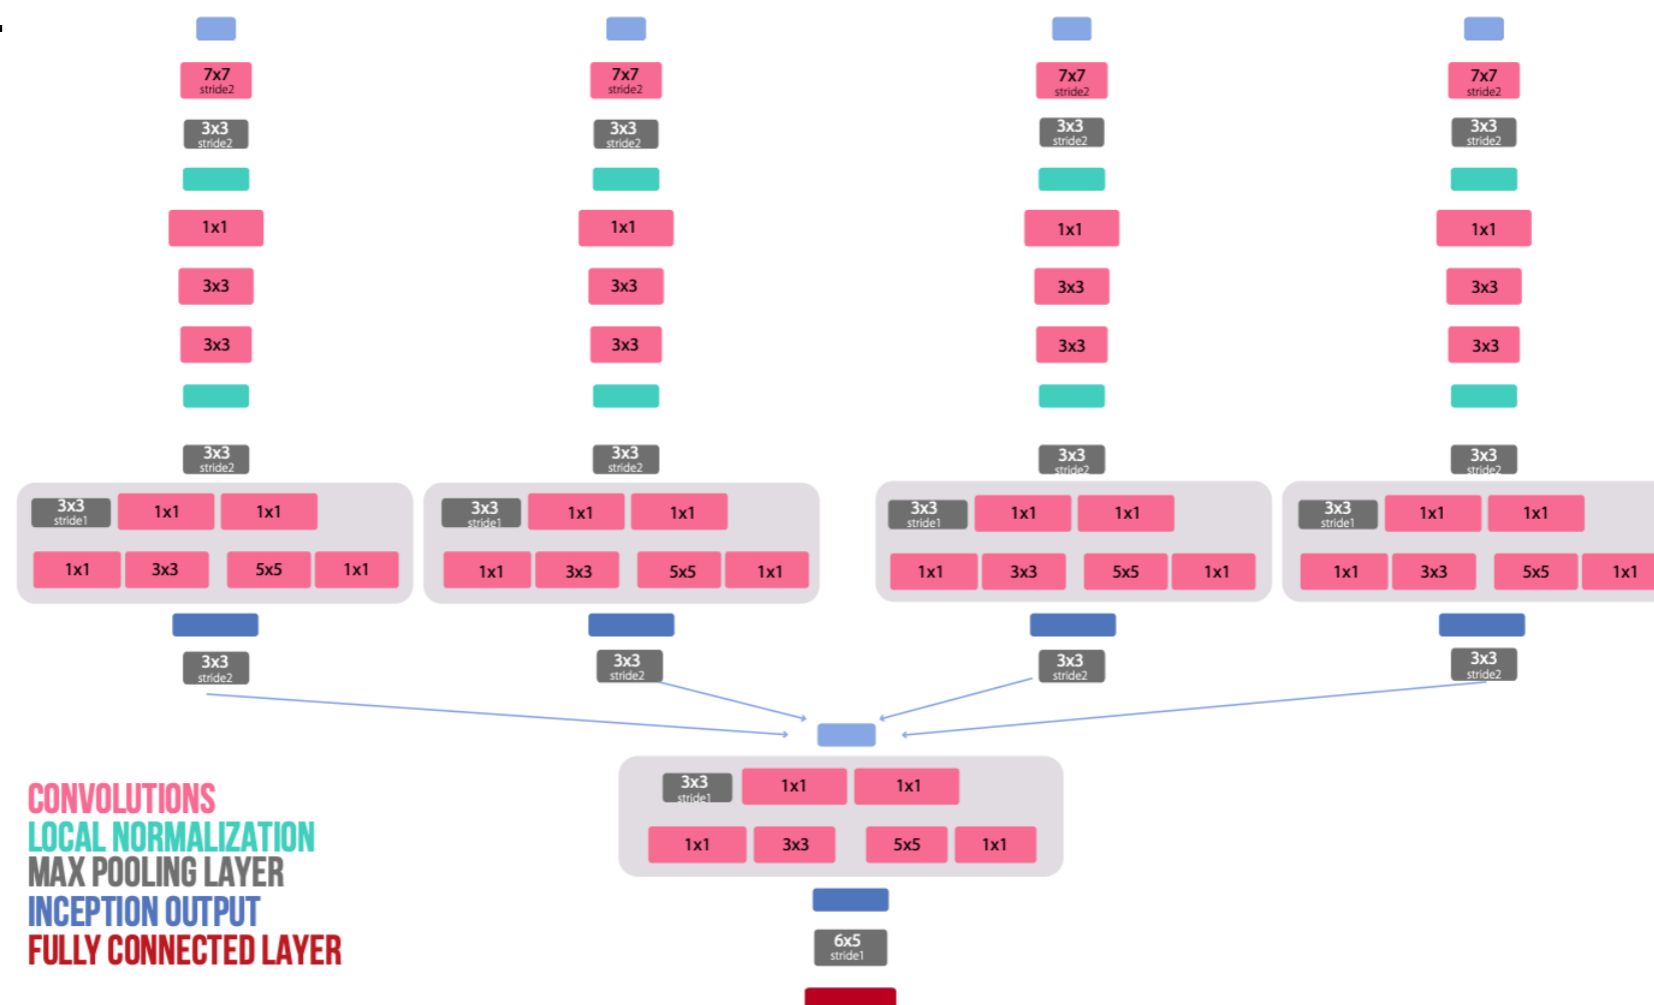 7x7 7x7 7x7 7x7
stride2 stride2 stride2 stride2
3x3 3x3 3x3 3x3
stride2 stride2 stride2 stride2
1x1 1x1 1x1 1x1
3x3 3x3 3x3 3x3
3x3 3x3 3x3 3x3
3x3 3x3 3x3 3x3
stride2 stride2 stride2 stride2
3x3 1x1 1x1 3x3 1x1 1x1 3x3 1x1 1x1 3x3 1x1 1x1
stride1 stride1 stride1 stride1
1x1 3x3 5x5 1x1 1x1 3x3 5x5 1x1 1x1 3x3 5x5 1x1 1x1 3x3 5x5 1x1
3x3 3x3 3x3 3x3
stride2 stride2 stride2 stride2
3x3 1x1 1x1
stride1
1x1 3x3 5x5 1x1
6x5
stride1
CONVOLUTIONS
LOCAL NORMALIZATION
MAX POOLING LAYER
INCEPTION OUTPUT
FULLY CONNECTED LAYER